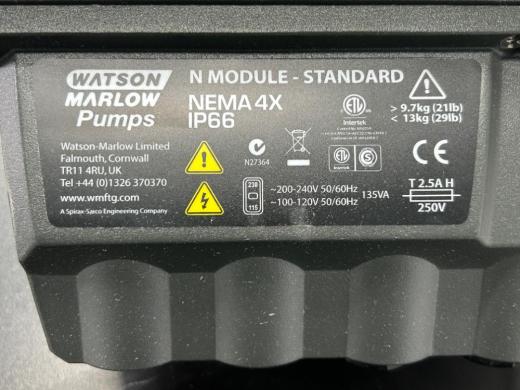 WATSON
MARLOW
Pumps
Watson-Marlow Limited
Falmouth, Cornwall
TR11 4RU, UK
Tel +44 (0)1326 370370
www.wmftg.com
A Spirax-Sarco Engineering Company
N MODULE - STANDARD
NEMA 4X
IP66
N27364
230
115
~200-240V 50/60Hz
~100-120V 50/60Hz
135VA
ETL
Intertek
Intertek
S
> 9.7kg (21lb)
< 13kg (29lb)
CE
T 2.5A H
250V